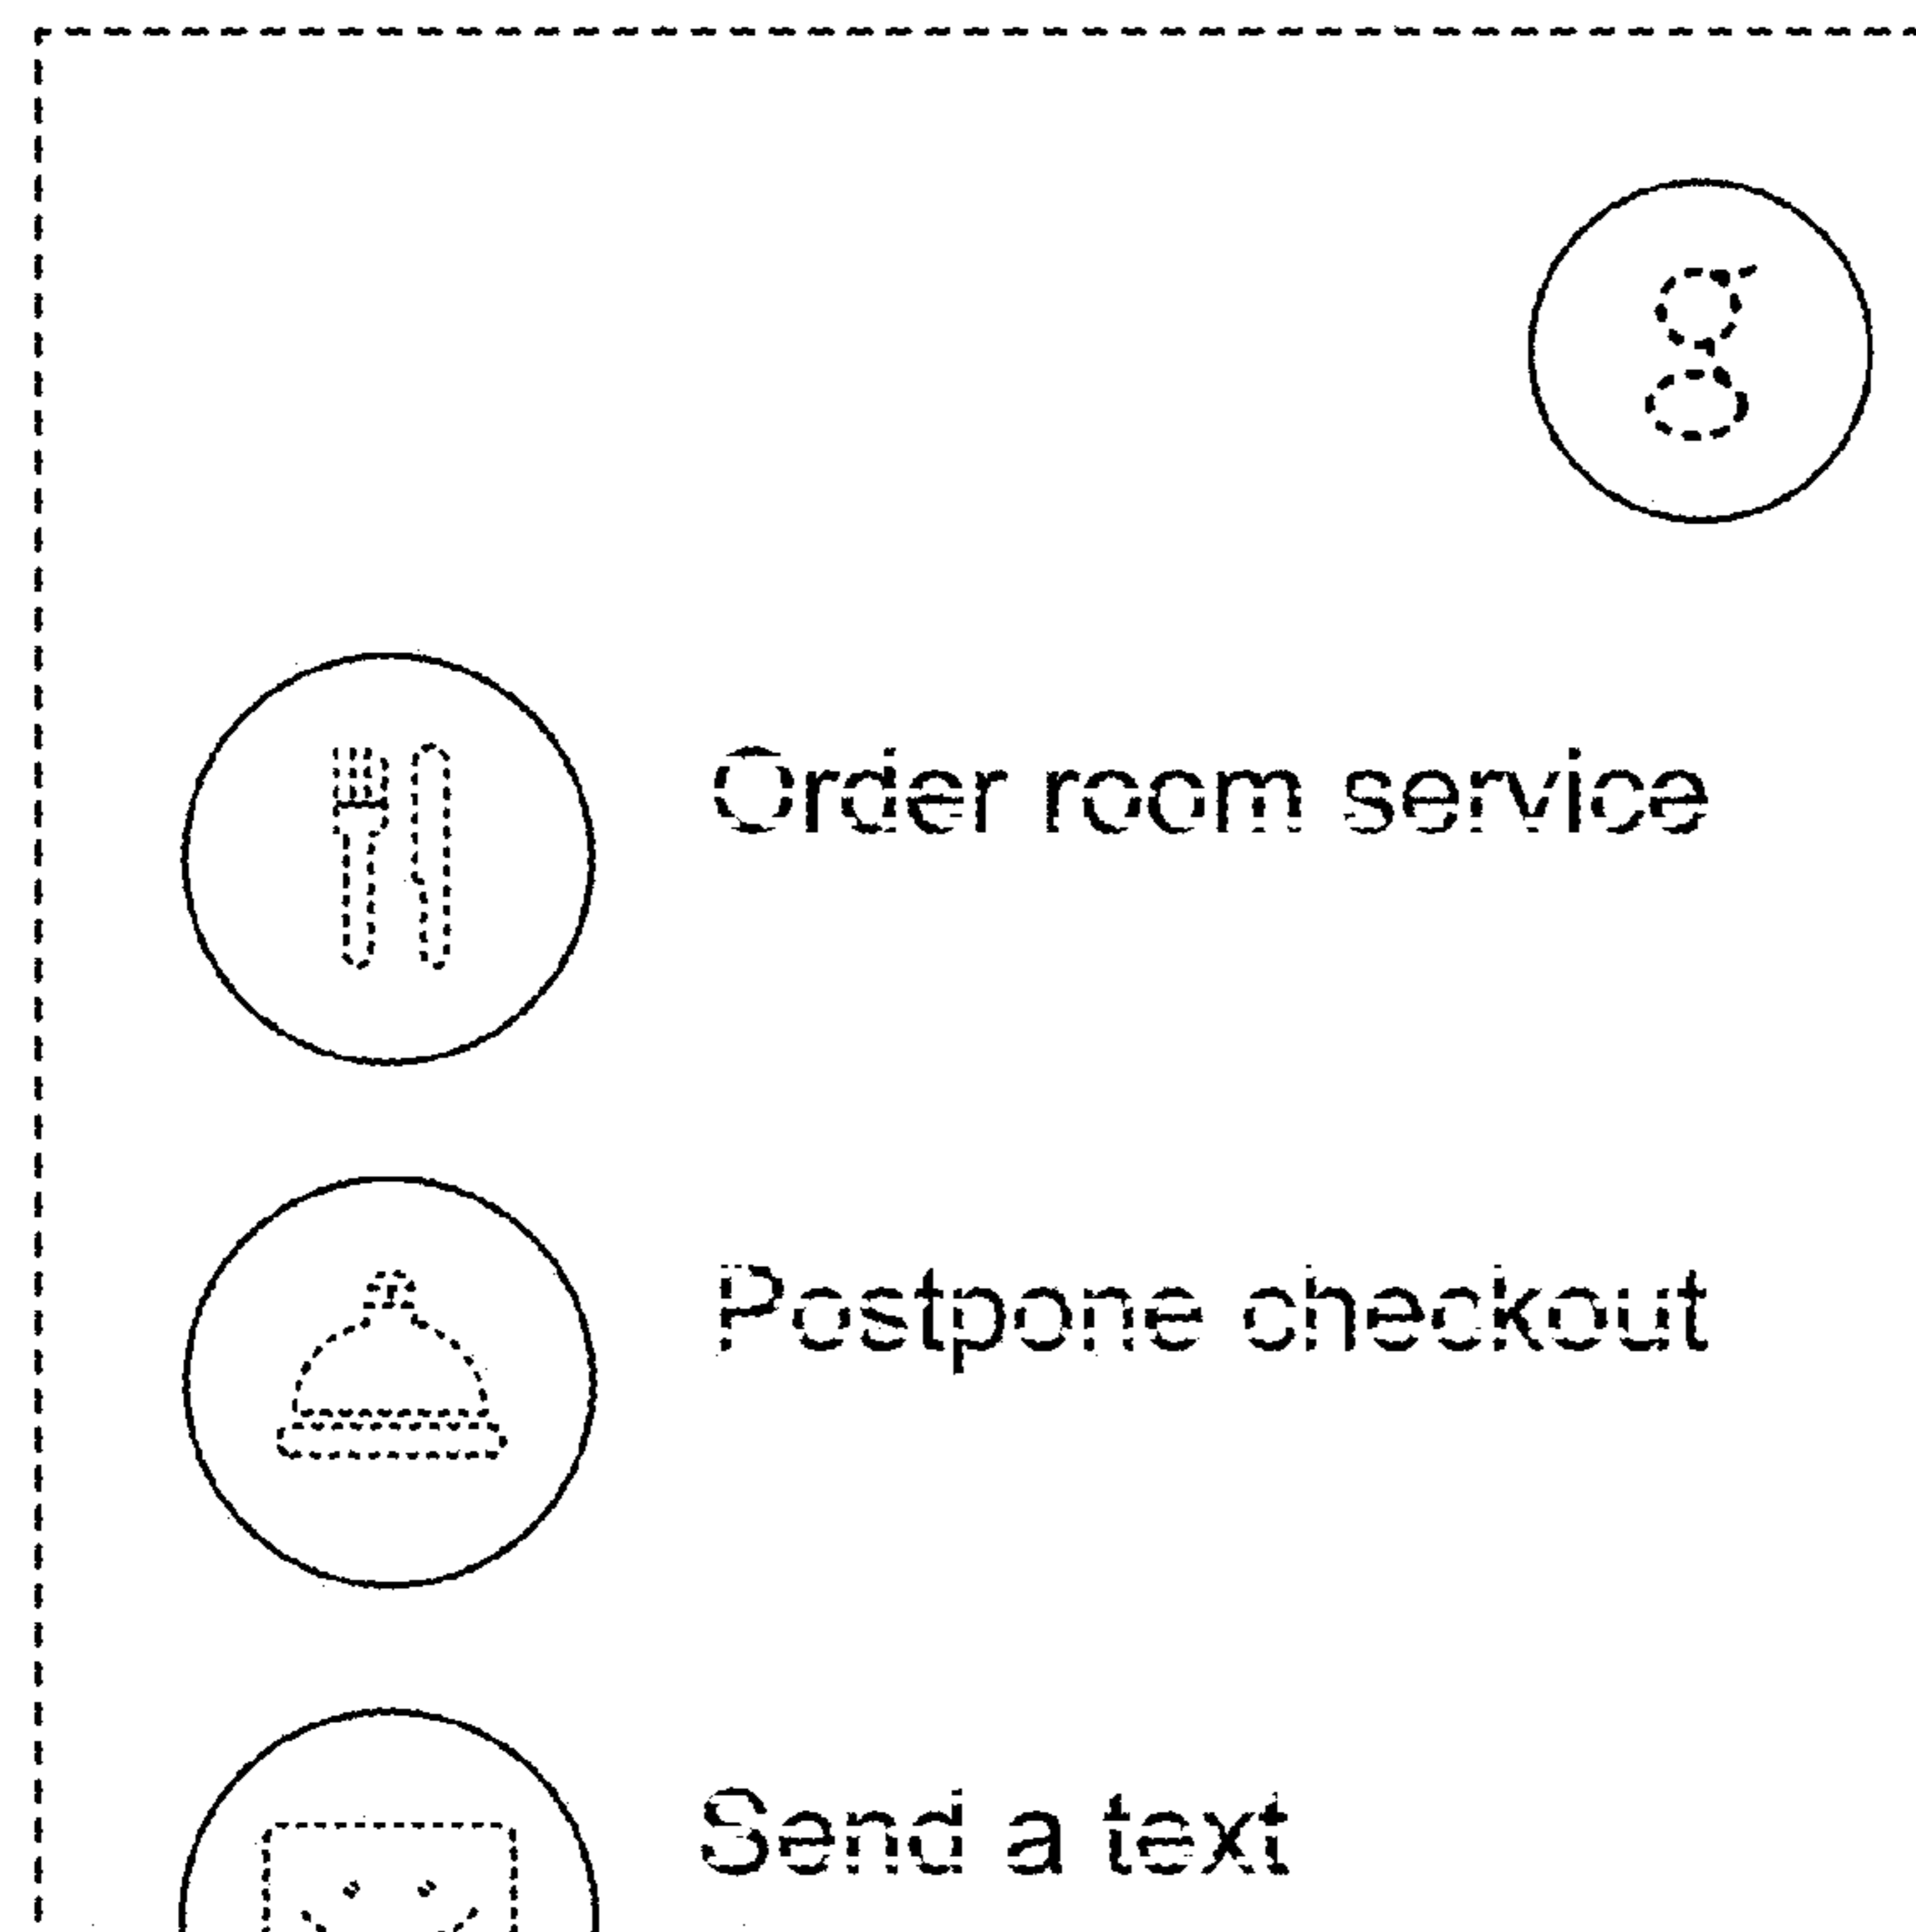 g
Order room service
Postpone checkout
Send a text